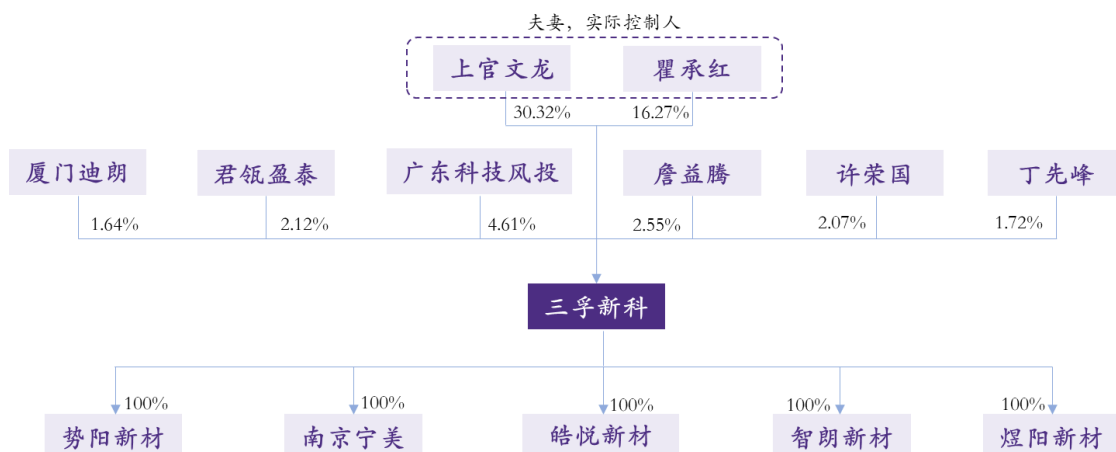 夫妻，实际控制人
上官文龙 瞿承红
30.32% 16.27%
厦门迪朗 君瓴盈泰 广东科技风投 詹益腾 许荣国 丁先峰
1.64% 2.12% 4.61% 2.55% 2.07% 1.72%
三孚新科
100% 100% 100% 100% 100%
势阳新材 南京宁美 皓悦新材 智朗新材 煜阳新材